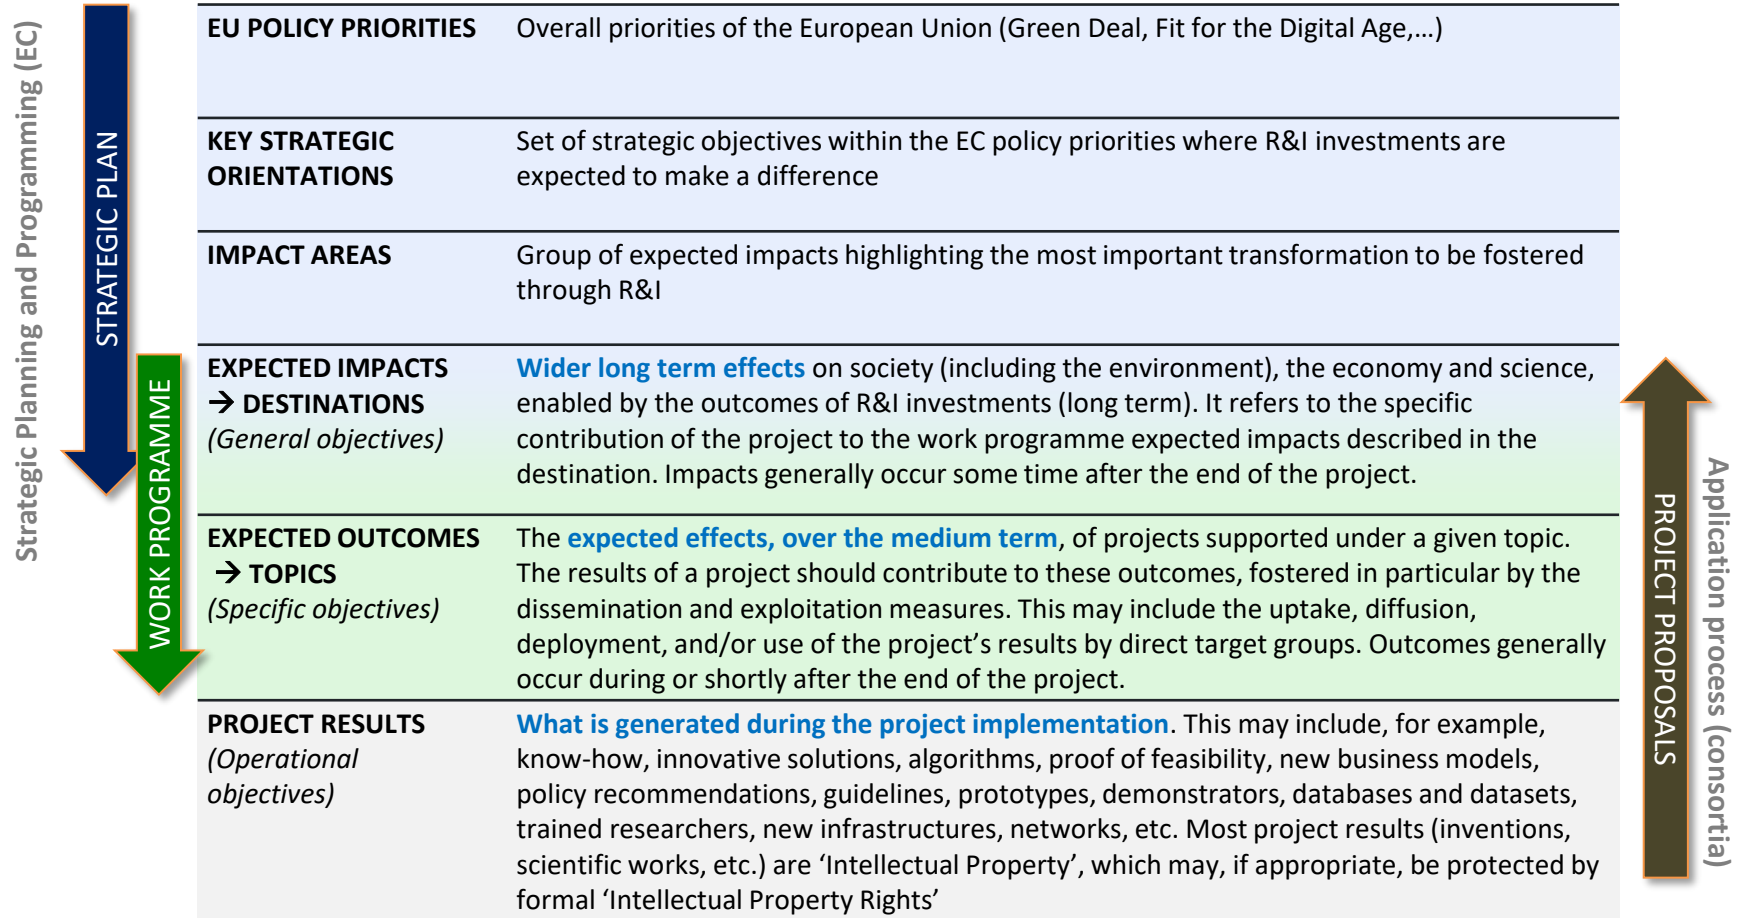 Strategic Planning and Programming (EC)
STRATEGIC PLAN
WORK PROGRAMME
EU POLICY PRIORITIES
Overall priorities of the European Union (Green Deal, Fit for the Digital Age,…)
KEY STRATEGIC
ORIENTATIONS
Set of strategic objectives within the EC policy priorities where R&I investments are
expected to make a difference
IMPACT AREAS
Group of expected impacts highlighting the most important transformation to be fostered
through R&I
EXPECTED IMPACTS
→ DESTINATIONS
(General objectives)
Wider long term effects on society (including the environment), the economy and science,
enabled by the outcomes of R&I investments (long term). It refers to the specific
contribution of the project to the work programme expected impacts described in the
destination. Impacts generally occur some time after the end of the project.
EXPECTED OUTCOMES
→ TOPICS
(Specific objectives)
The expected effects, over the medium term, of projects supported under a given topic.
The results of a project should contribute to these outcomes, fostered in particular by the
dissemination and exploitation measures. This may include the uptake, diffusion,
deployment, and/or use of the project’s results by direct target groups. Outcomes generally
occur during or shortly after the end of the project.
PROJECT RESULTS
(Operational
objectives)
What is generated during the project implementation. This may include, for example,
know-how, innovative solutions, algorithms, proof of feasibility, new business models,
policy recommendations, guidelines, prototypes, demonstrators, databases and datasets,
trained researchers, new infrastructures, networks, etc. Most project results (inventions,
scientific works, etc.) are ‘Intellectual Property’, which may, if appropriate, be protected by
formal ‘Intellectual Property Rights’
PROJECT PROPOSALS
Application process (consortia)